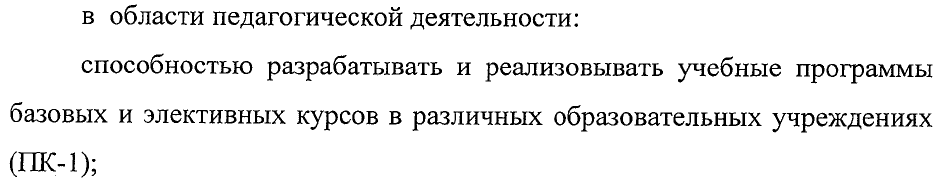 в области педагогической деятельности:
способностью разрабатывать и реализовывать учебные программы
базовых и элективных курсов в различных образовательных учреждениях
(ПК-1);